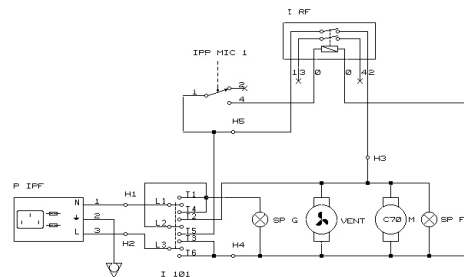 I RF
IPP MIC 1
1 3 0 0 4 2
1 2
4
H5
H3
P IPF
N 1 H1 L1 T1
T4
2 T2
L2 T5
L 3 H2 L3 T3
T6 H4
SP G VENT C70 M SP F
I 101